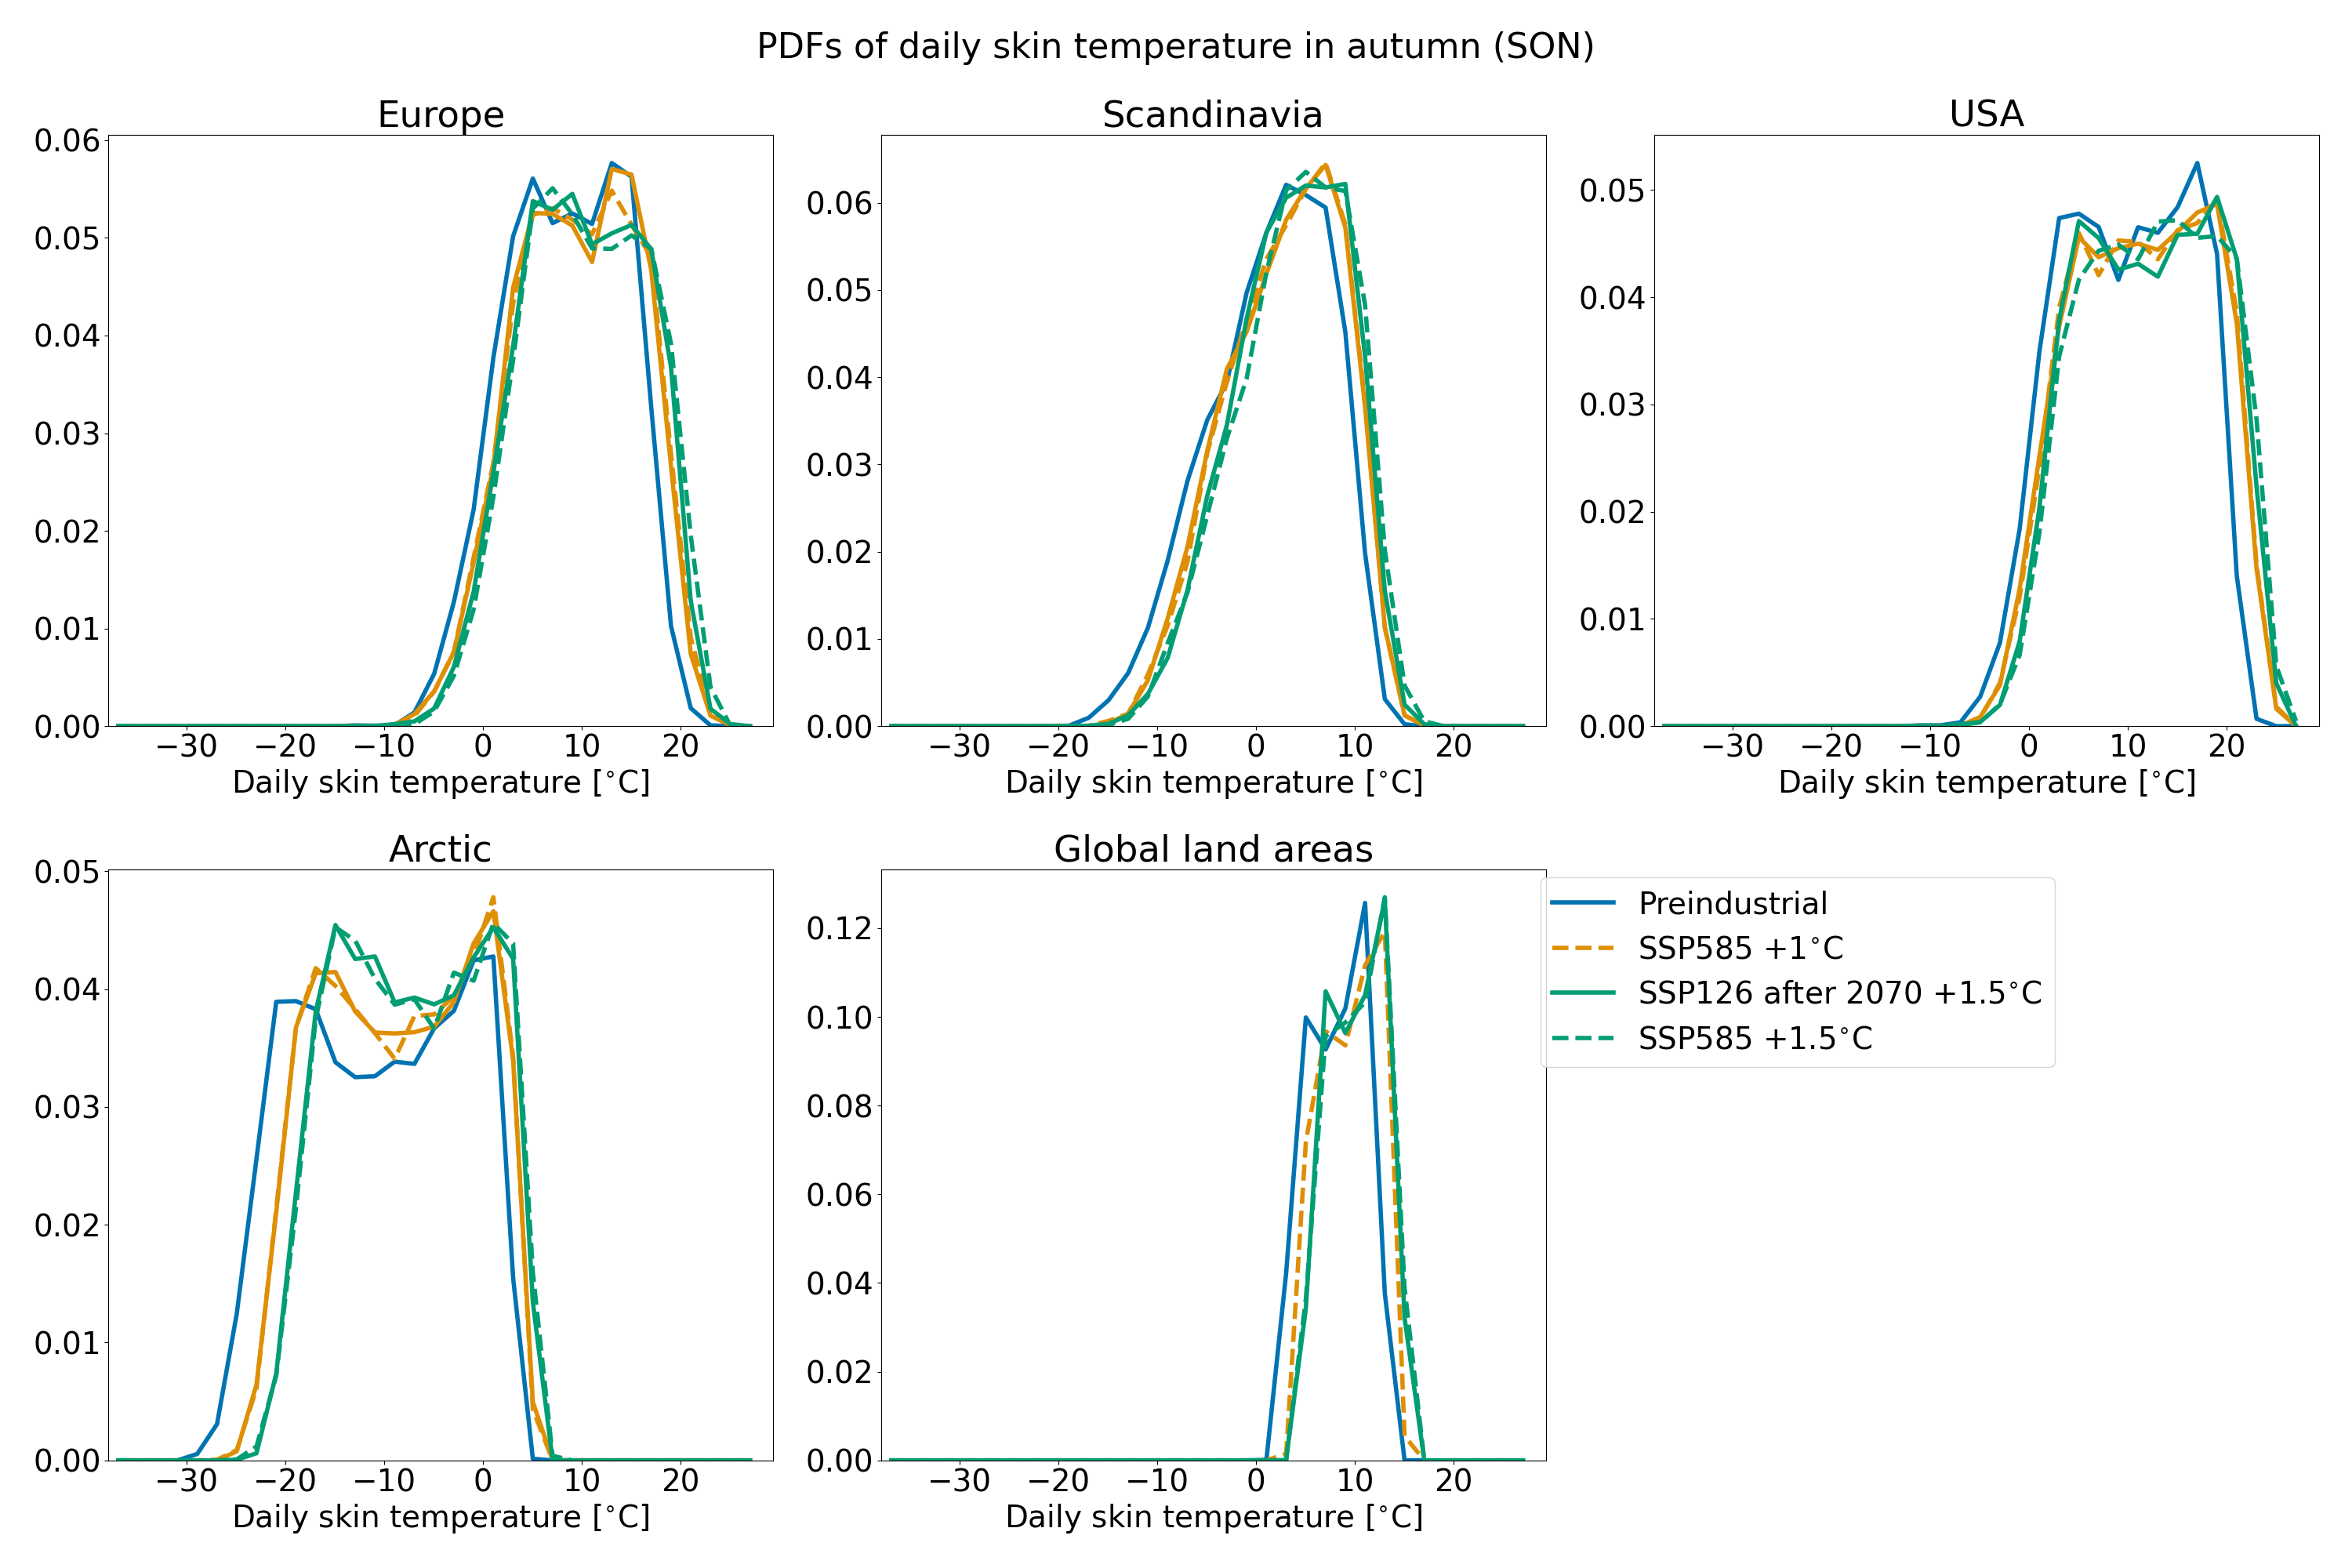 PDFs of daily skin temperature in autumn (SON)
Europe
0.06
0.05
0.04
0.03
0.02
0.01
0.00
−30 −20 −10 0 10 20
Daily skin temperature [°C]
Scandinavia
0.06
0.05
0.04
0.03
0.02
0.01
0.00
−30 −20 −10 0 10 20
Daily skin temperature [°C]
USA
0.05
0.04
0.03
0.02
0.01
0.00
−30 −20 −10 0 10 20
Daily skin temperature [°C]
Arctic
0.05
0.04
0.03
0.02
0.01
0.00
−30 −20 −10 0 10 20
Daily skin temperature [°C]
Global land areas
0.12
0.10
0.08
0.06
0.04
0.02
0.00
−30 −20 −10 0 10 20
Daily skin temperature [°C]
Preindustrial
SSP585 +1°C
SSP126 after 2070 +1.5°C
SSP585 +1.5°C